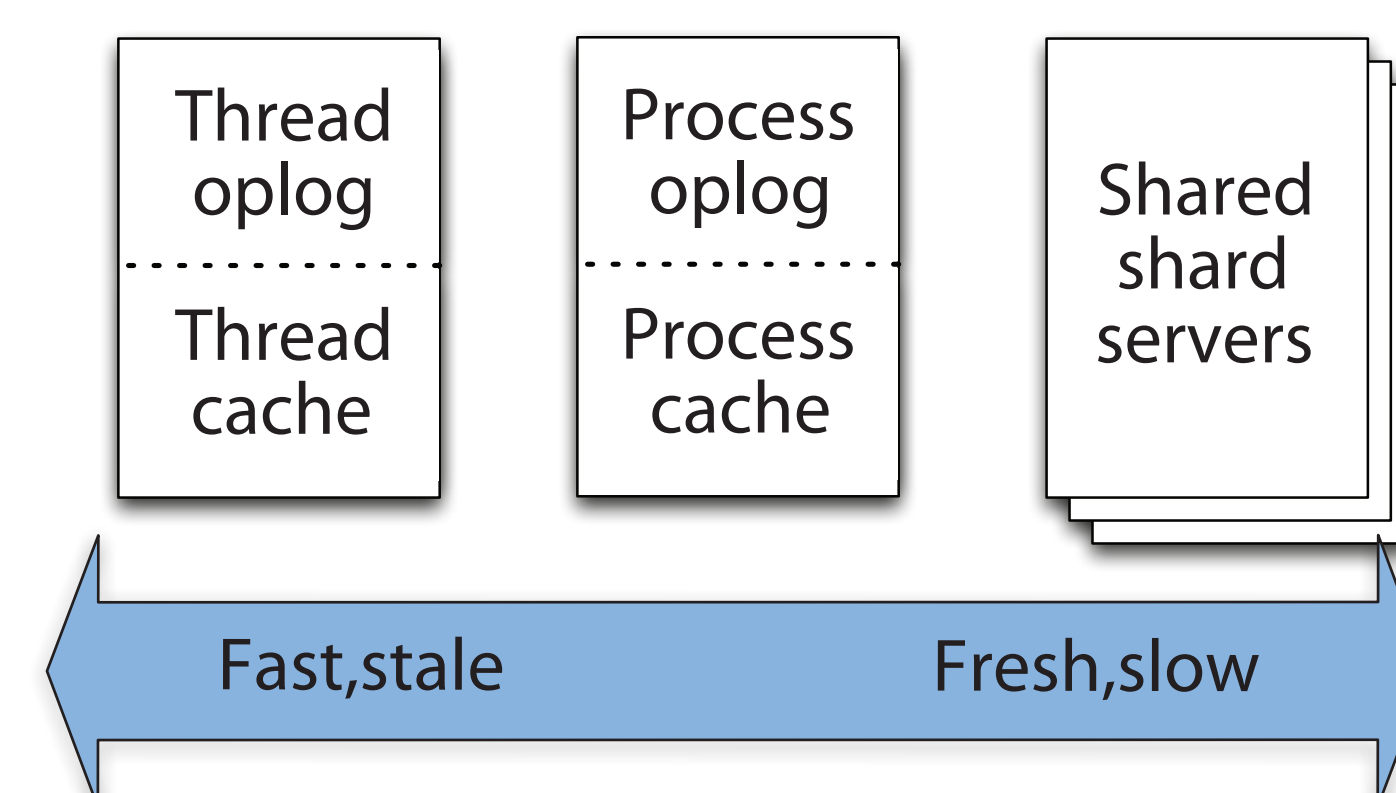 Thread
oplog
Thread
cache
Process
oplog
Process
cache
Shared
shard
servers
Fast,stale
Fresh,slow